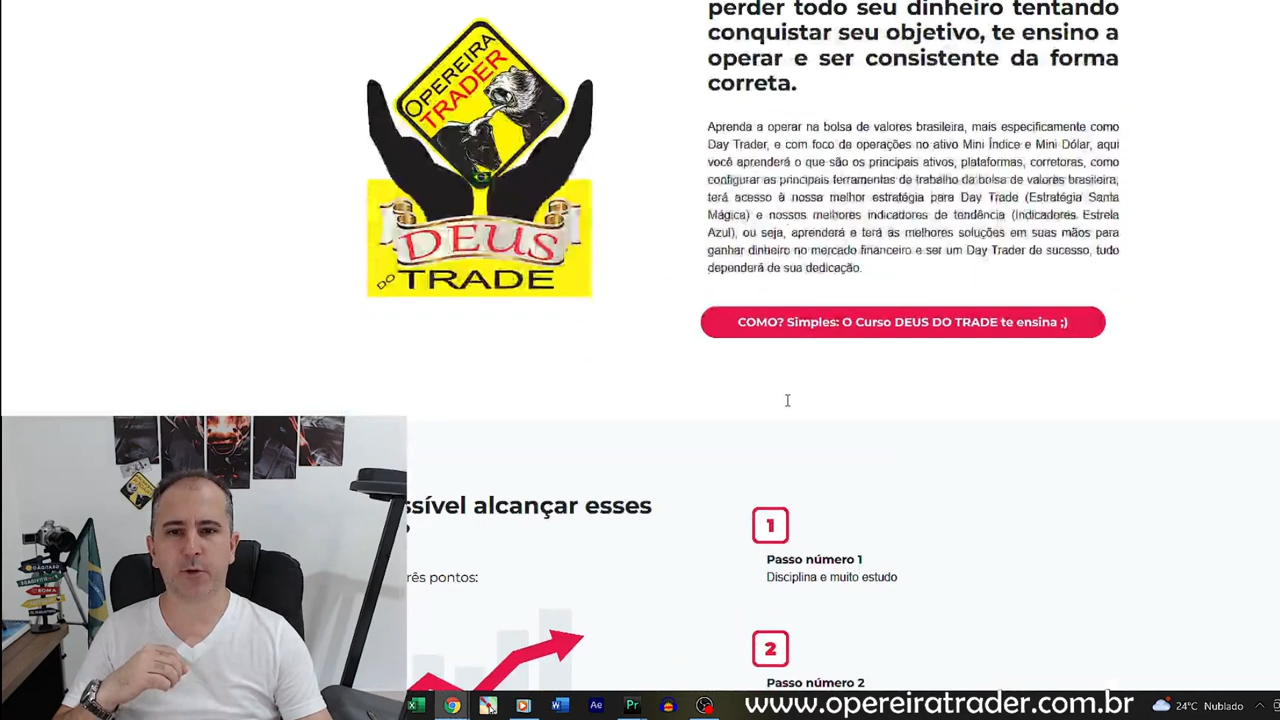 perder todo seu dinheiro tentando
conquistar seu objetivo, te ensino a
operar e ser consistente da forma
correta.
OPEREIRA
TRADER
DEUS
DO TRADE
Aprenda a operar na bolsa de valores brasileira, mais especificamente como
Day Trader, e com foco de operações no ativo Mini Índice e Mini Dólar, aqui
você aprenderá o que são os principais ativos, plataformas, corretoras, como
configurar as principais ferramentas de trabalho da bolsa de valores brasileira,
terá acesso à nossa melhor estratégia para Day Trade (Estratégia Santa
Mágica) e nossos melhores indicadores de tendência (Indicadores Estrela
Azul), ou seja, aprenderá e terá as melhores soluções em suas mãos para
ganhar dinheiro no mercado financeiro e ser um Day Trader de sucesso, tudo
dependerá de sua dedicação.
COMO? Simples: O Curso DEUS DO TRADE te ensina ;)
ssível alcançar esses
rês pontos:
1
Passo número 1
Disciplina e muito estudo
2
Passo número 2
www.opereiratrader.com.br
24°C Nublado